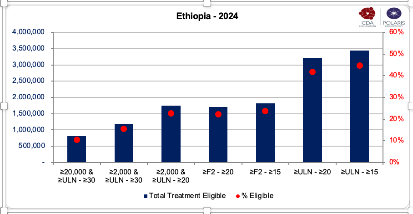 Ethiopia - 2024
CDA
POLARIS
4,000,000
3,500,000
3,000,000
2,500,000
2,000,000
1,500,000
1,000,000
500,000
-
60%
50%
40%
30%
20%
10%
0%
≥20,000 & ≥2,000 & ≥2,000 & ≥F2 - ≥20 ≥F2 - ≥15 ≥ULN - ≥20 ≥ULN - ≥15
≥ULN - ≥30 ≥ULN - ≥30 ≥ULN - ≥20
Total Treatment Eligible % Eligible